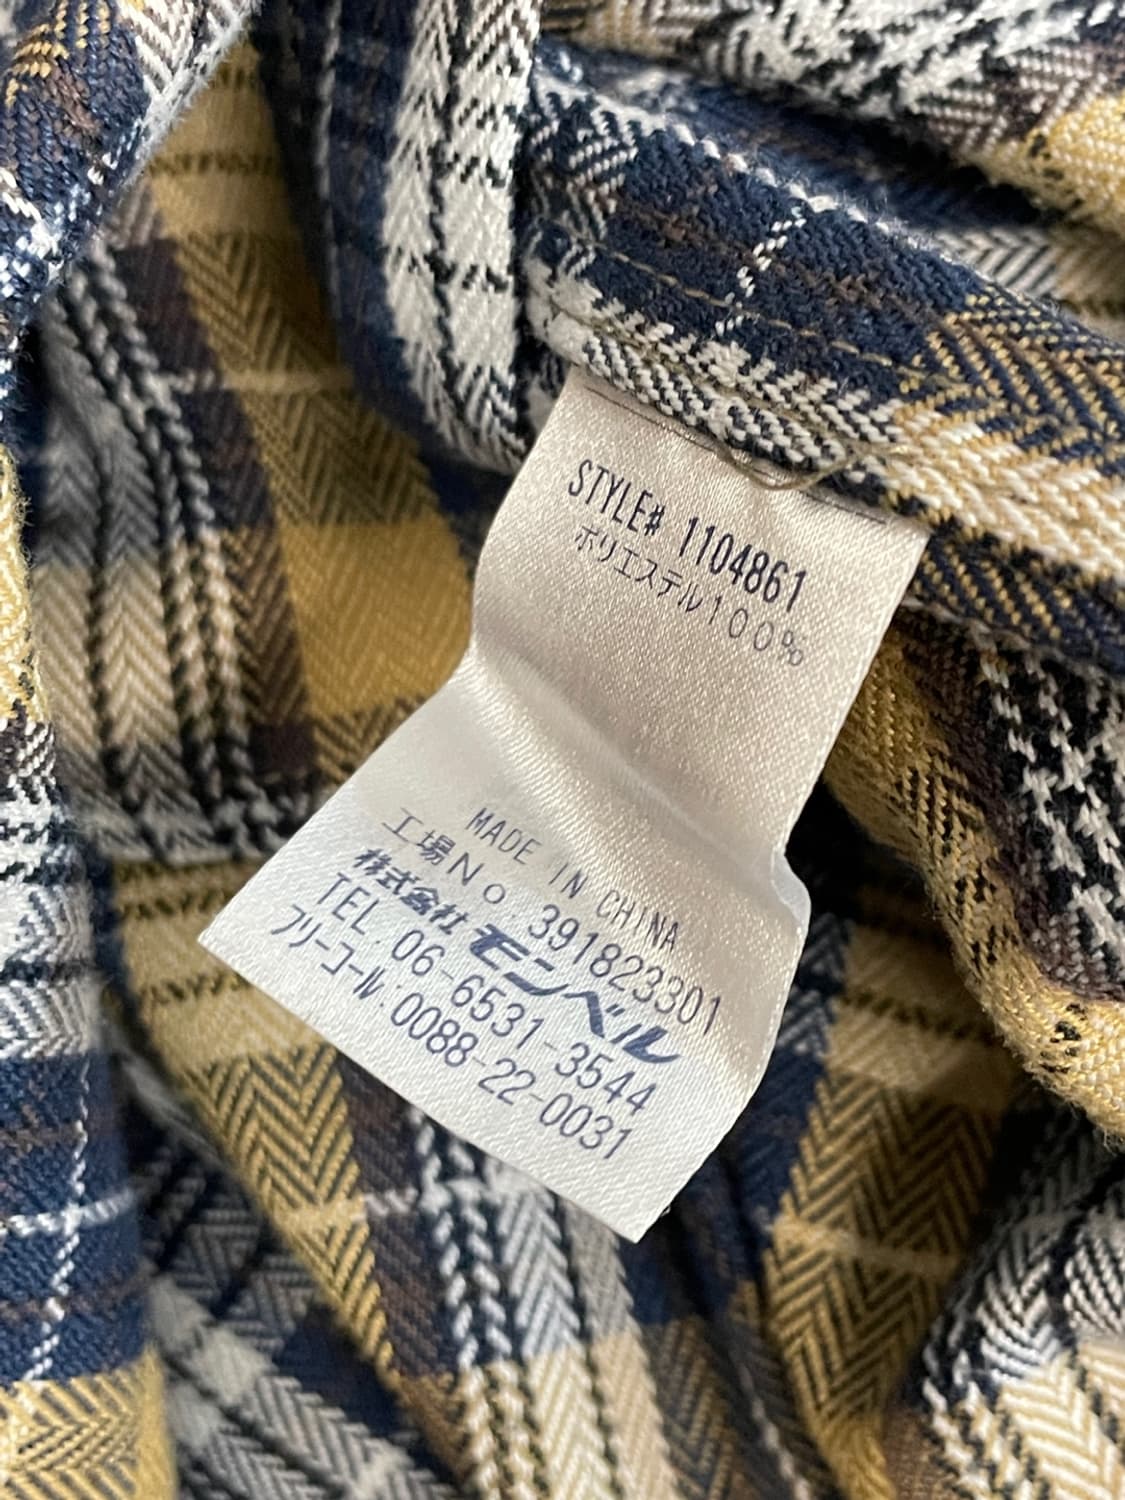 STYLE# 1104861
ポリエステル100%
MADE IN CHINA
工場No. 391823301
株式会社 モンベル
TEL:06-6531-3544
フリーコール:0088-22-0031